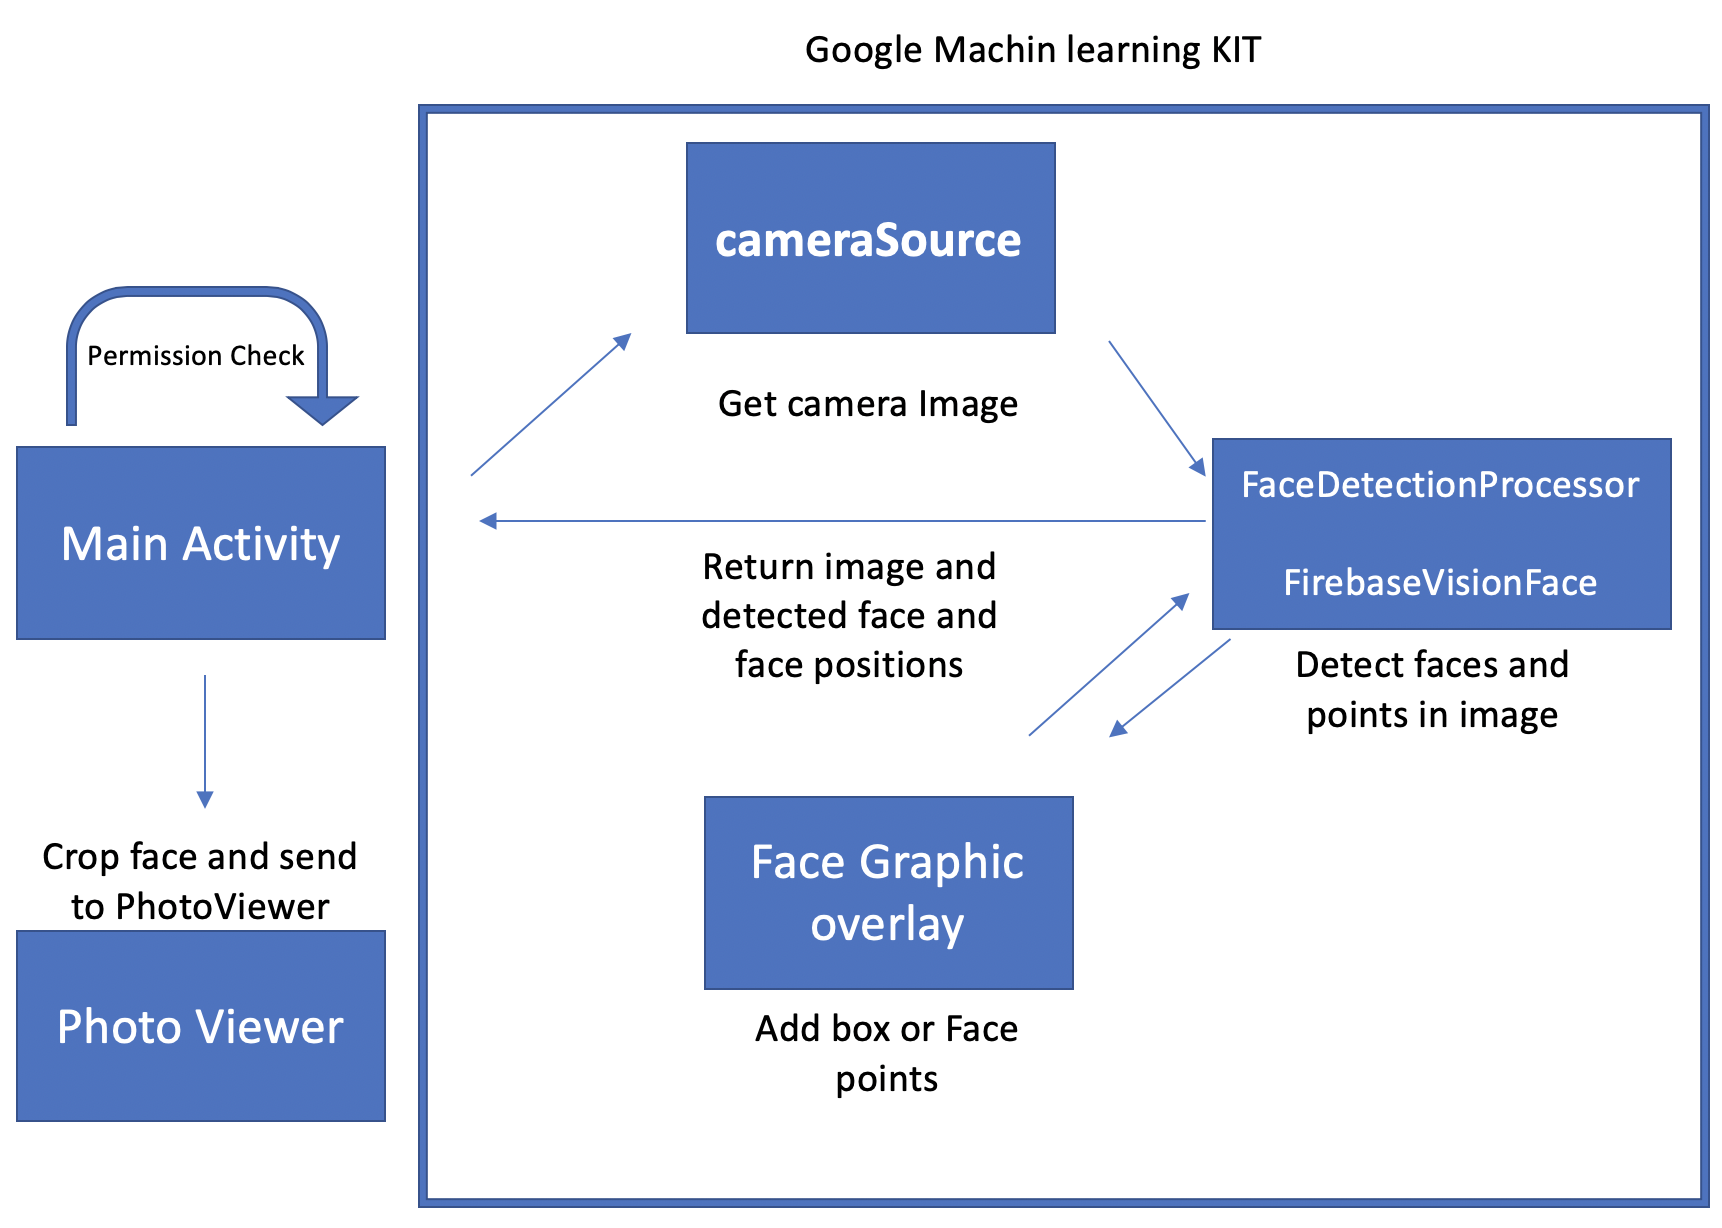 Google Machin learning KIT
cameraSource
Permission Check
Get camera Image
Main Activity
FaceDetectionProcessor
FirebaseVisionFace
Return image and
detected face and
face positions
Detect faces and
points in image
Crop face and send
to PhotoViewer
Face Graphic
overlay
Photo Viewer
Add box or Face
points